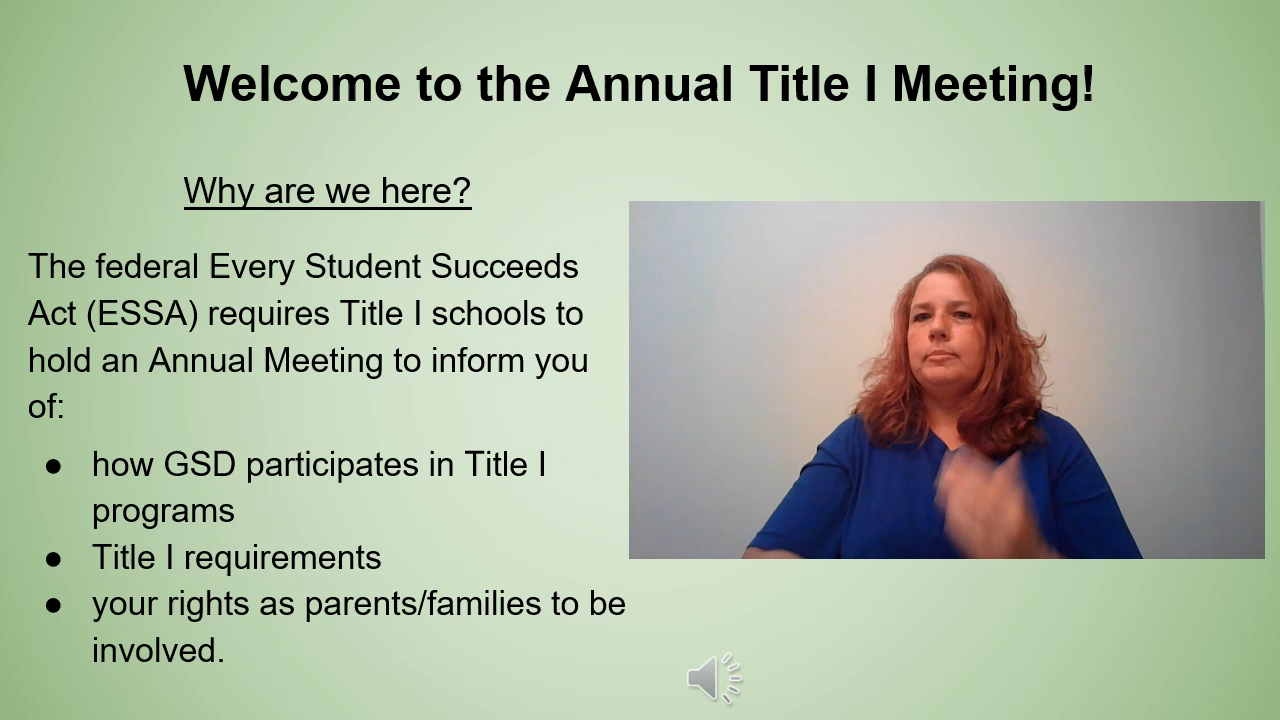 Welcome to the Annual Title I Meeting!
Why are we here?
The federal Every Student Succeeds
Act (ESSA) requires Title I schools to
hold an Annual Meeting to inform you
of:
● how GSD participates in Title I
programs
● Title I requirements
● your rights as parents/families to be
involved.